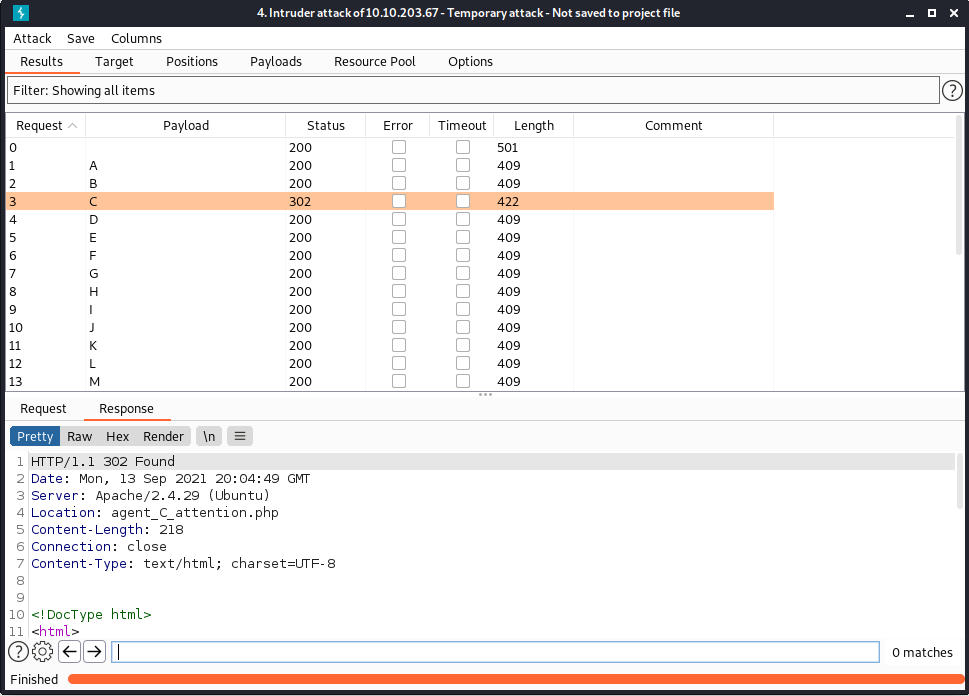 4. Intruder attack of 10.10.203.67 - Temporary attack - Not saved to project file
Attack Save Columns
Results Target Positions Payloads Resource Pool Options
Filter: Showing all items ?
Request Payload Status Error Timeout Length Comment
0 200 501
1 A 200 409
2 B 200 409
3 C 302 422
4 D 200 409
5 E 200 409
6 F 200 409
7 G 200 409
8 H 200 409
9 I 200 409
10 J 200 409
11 K 200 409
12 L 200 409
13 M 200 409
Request Response
Pretty Raw Hex Render \n
1 HTTP/1.1 302 Found
2 Date: Mon, 13 Sep 2021 20:04:49 GMT
3 Server: Apache/2.4.29 (Ubuntu)
4 Location: agent_C_attention.php
5 Content-Length: 218
6 Connection: close
7 Content-Type: text/html; charset=UTF-8
8
9
10 <!DocType html>
11 <html>
? 0 matches
Finished